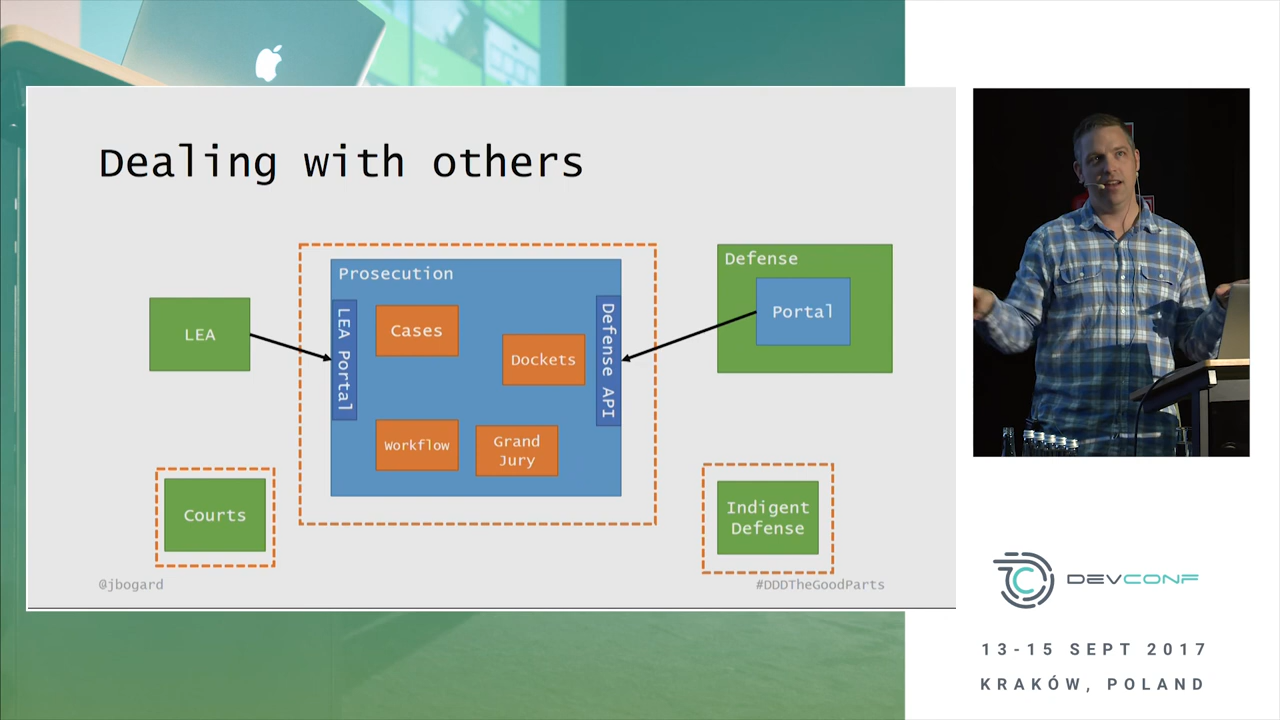 Dealing with others
Prosecution
LEA
LEA Portal
Cases
Dockets
Workflow
Grand
Jury
Defense API
Defense
Portal
Courts
Indigent
Defense
@jbogard
#DDDTheGoodParts
DEVCONF
13-15 SEPT 2017
KRAKÓW, POLAND